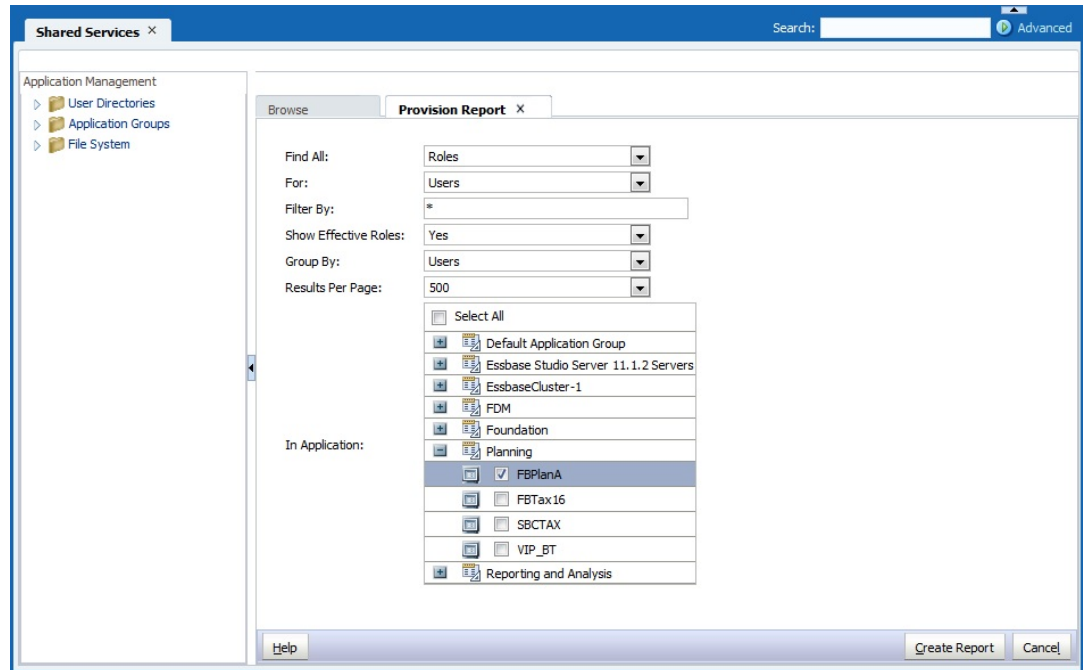 Shared Services ×
Search:
Advanced
Application Management
User Directories
Application Groups
File System
Browse
Provision Report ×
Find All: Roles
For: Users
Filter By: *
Show Effective Roles: Yes
Group By: Users
Results Per Page: 500
Select All
Default Application Group
Essbase Studio Server 11.1.2 Servers
EssbaseCluster-1
FDM
Foundation
In Application:
Planning
FBPlanA
FBTax16
SBCTAX
VIP_BT
Reporting and Analysis
Help
Create Report
Cancel